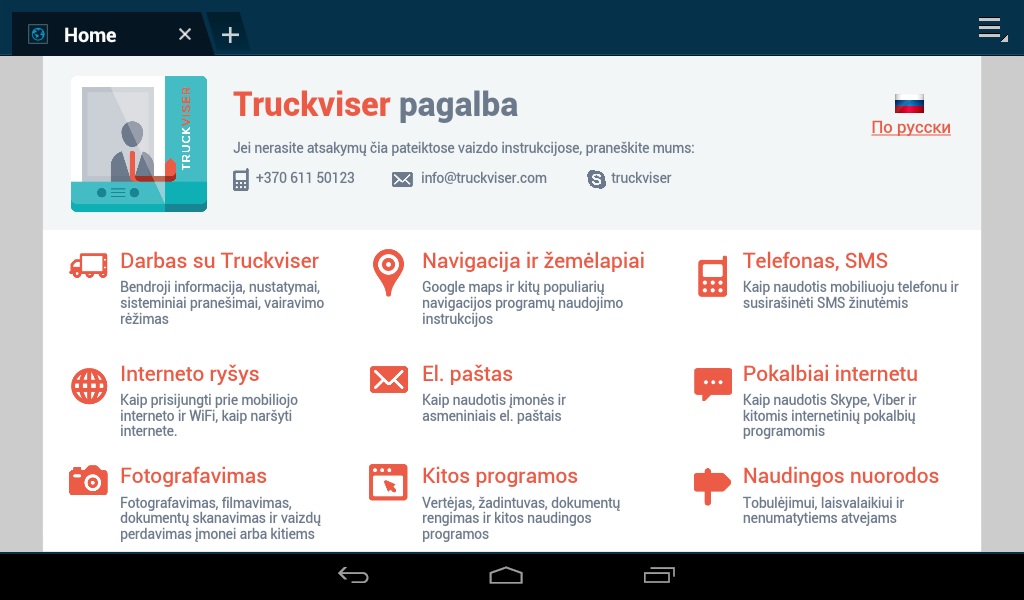 Home
TRUCKVISER
Truckviser pagalba
По русски
Jei nerasite atsakymų čia pateiktose vaizdo instrukcijose, praneškite mums:
+370 611 50123
info@truckviser.com
truckviser
Darbas su Truckviser
Bendroji informacija, nustatymai,
sisteminiai pranešimai, vairavimo
rėžimas
Navigacija ir žemėlapiai
Google maps ir kitų populiarių
navigacijos programų naudojimo
instrukcijos
Telefonas, SMS
Kaip naudotis mobiliuoju telefonu ir
susirašinėti SMS žinutėmis
Interneto ryšys
Kaip prisijungti prie mobiliojo
interneto ir WiFi, kaip naršyti
internete.
El. paštas
Kaip naudotis įmonės ir
asmeniniais el. paštais
Pokalbiai internetu
Kaip naudotis Skype, Viber ir
kitomis internetinių pokalbių
programomis
Fotografavimas
Fotografavimas, filmavimas,
dokumentų skanavimas ir vaizdų
perdavimas įmonei arba kitiems
Kitos programos
Vertėjas, žadintuvas, dokumentų
rengimas ir kitos naudingos
programos
Naudingos nuorodos
Tobulėjimui, laisvalaikiui ir
nenumatytiems atvejams